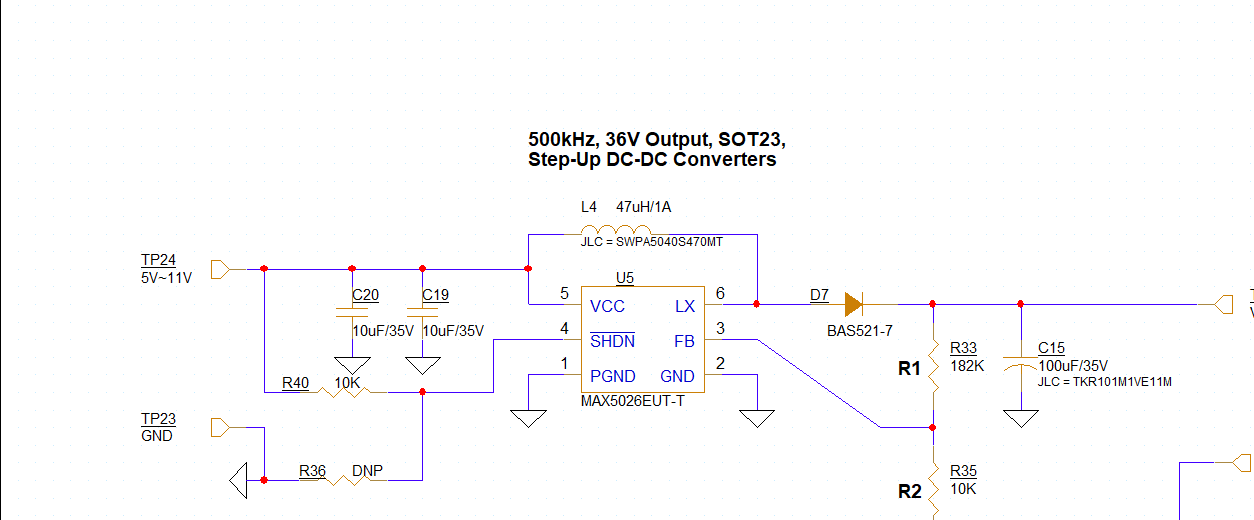 500kHz, 36V Output, SOT23,
Step-Up DC-DC Converters
L4 47uH/1A
JLC = SWPA5040S470MT
TP24
5V~11V
U5
C20
C19
10uF/35V
10uF/35V
5
VCC
LX
6
4
SHDN
FB
3
1
PGND
GND
2
MAX5026EUT-T
D7
BAS521-7
R1
R33
182K
C15
100uF/35V
JLC = TKR101M1VE11M
R40
10K
TP23
GND
R36
DNP
R2
R35
10K